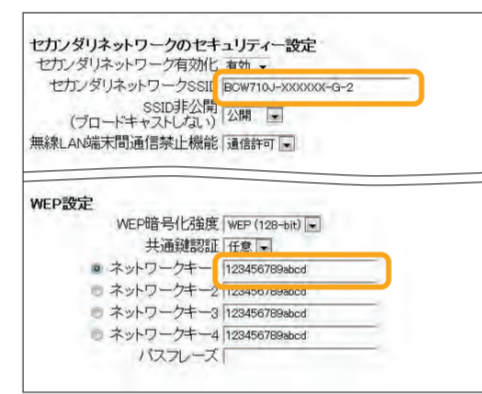 セカンダリネットワークのセキュリティー設定
セカンダリネットワーク有効化 有効
セカンダリネットワークSSID BCW710J-XXXXXX-G-2
SSID非公開
(ブロードキャストしない) 公開
無線LAN端末間通信禁止機能 通信許可
WEP設定
WEP暗号化強度 WEP (128-bit)
共通鍵認証 任意
ネットワークキー 123456789abcd
ネットワークキー2 123456789abcd
ネットワークキー3 123456789abcd
ネットワークキー4 123456789abcd
パスフレーズ